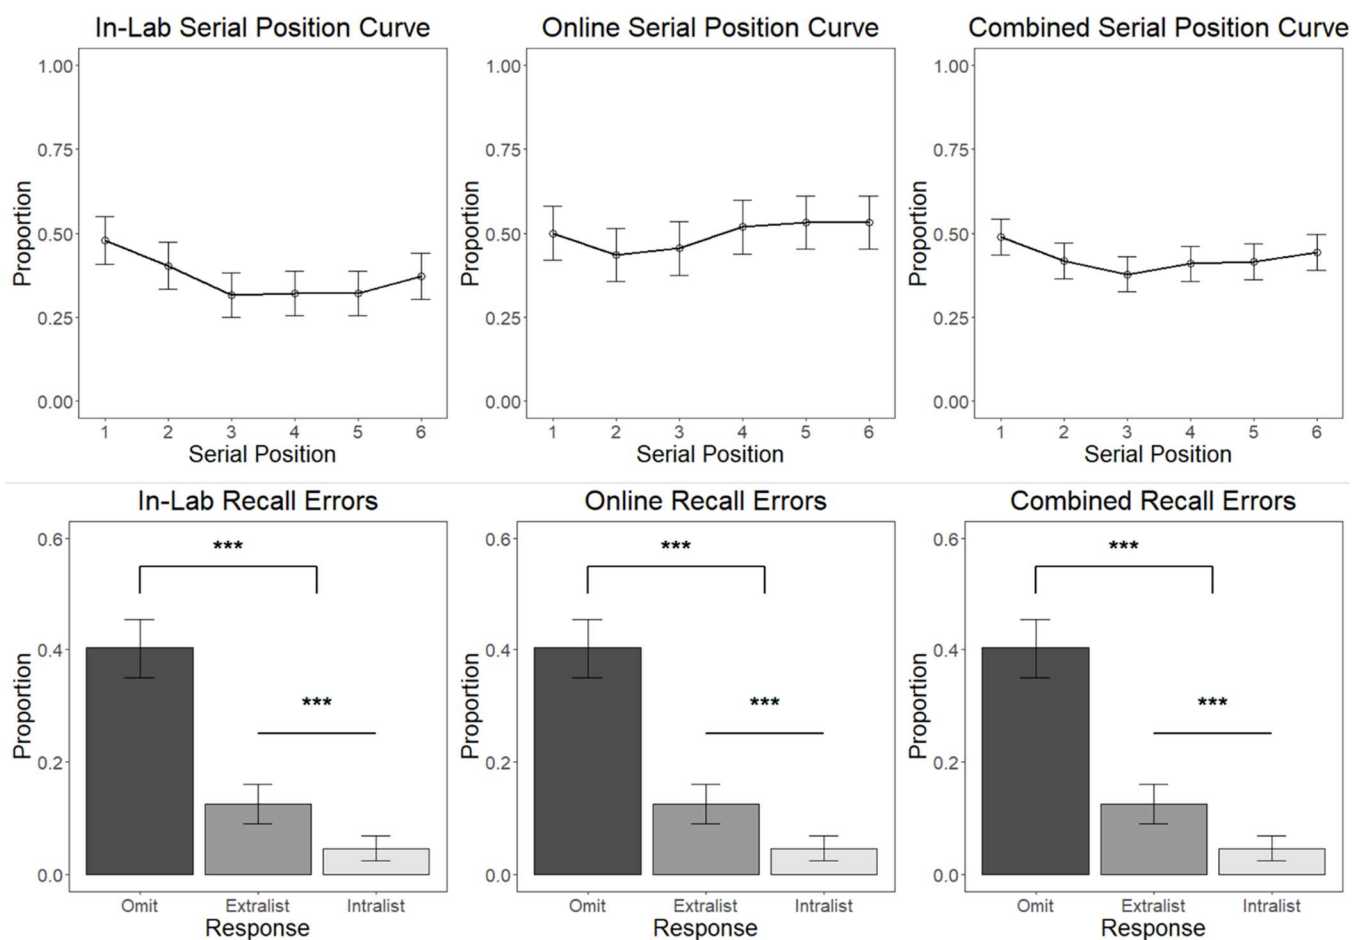 In-Lab Serial Position Curve
1.00
0.75
0.50
0.25
0.00
Proportion
1 2 3 4 5 6
Serial Position
Online Serial Position Curve
1.00
0.75
0.50
0.25
0.00
Proportion
1 2 3 4 5 6
Serial Position
Combined Serial Position Curve
1.00
0.75
0.50
0.25
0.00
Proportion
1 2 3 4 5 6
Serial Position
In-Lab Recall Errors
0.6
0.4
0.2
0.0
Proportion
***
***
Omit Extralist Intralist
Response
Online Recall Errors
0.6
0.4
0.2
0.0
Proportion
***
***
Omit Extralist Intralist
Response
Combined Recall Errors
0.6
0.4
0.2
0.0
Proportion
***
***
Omit Extralist Intralist
Response